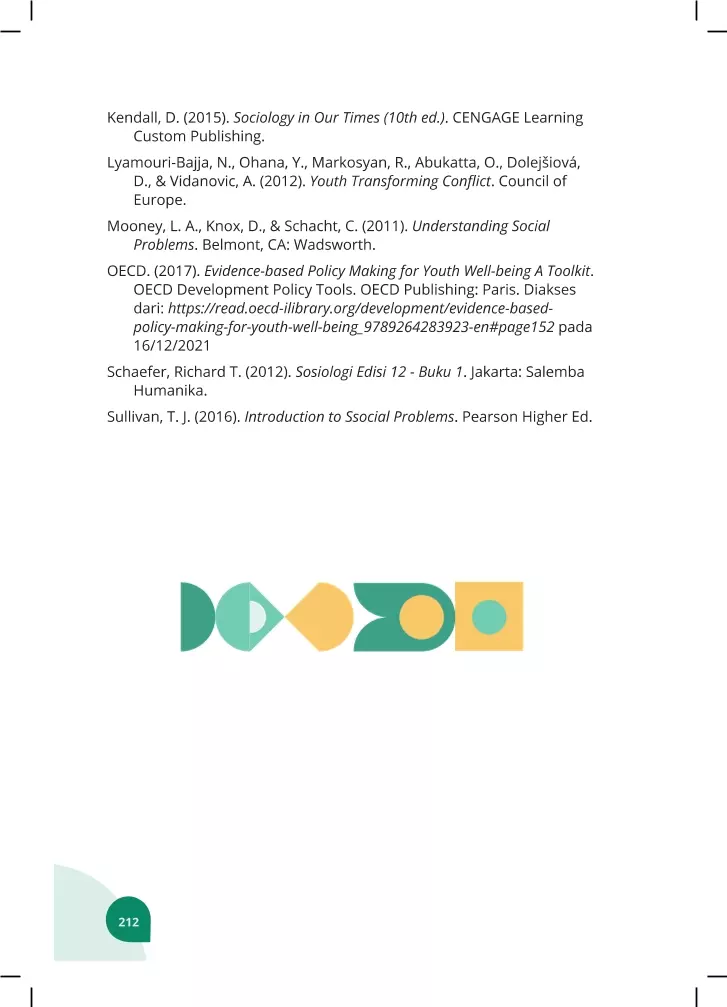 Kendall, D. (2015). Sociology in Our Times (10th ed.). CENGAGE Learning
Custom Publishing.
Lyamouri-Bajja, N., Ohana, Y., Markosyan, R., Abukatta, O., Dolejšiová,
D., & Vidanovic, A. (2012). Youth Transforming Conflict. Council of
Europe.
Mooney, L. A., Knox, D., & Schacht, C. (2011). Understanding Social
Problems. Belmont, CA: Wadsworth.
OECD. (2017). Evidence-based Policy Making for Youth Well-being A Toolkit.
OECD Development Policy Tools. OECD Publishing: Paris. Diakses
dari: https://read.oecd-ilibrary.org/development/evidence-based-
policy-making-for-youth-well-being_9789264283923-en#page152 pada
16/12/2021
Schaefer, Richard T. (2012). Sosiologi Edisi 12 - Buku 1. Jakarta: Salemba
Humanika.
Sullivan, T. J. (2016). Introduction to Ssocial Problems. Pearson Higher Ed.
212